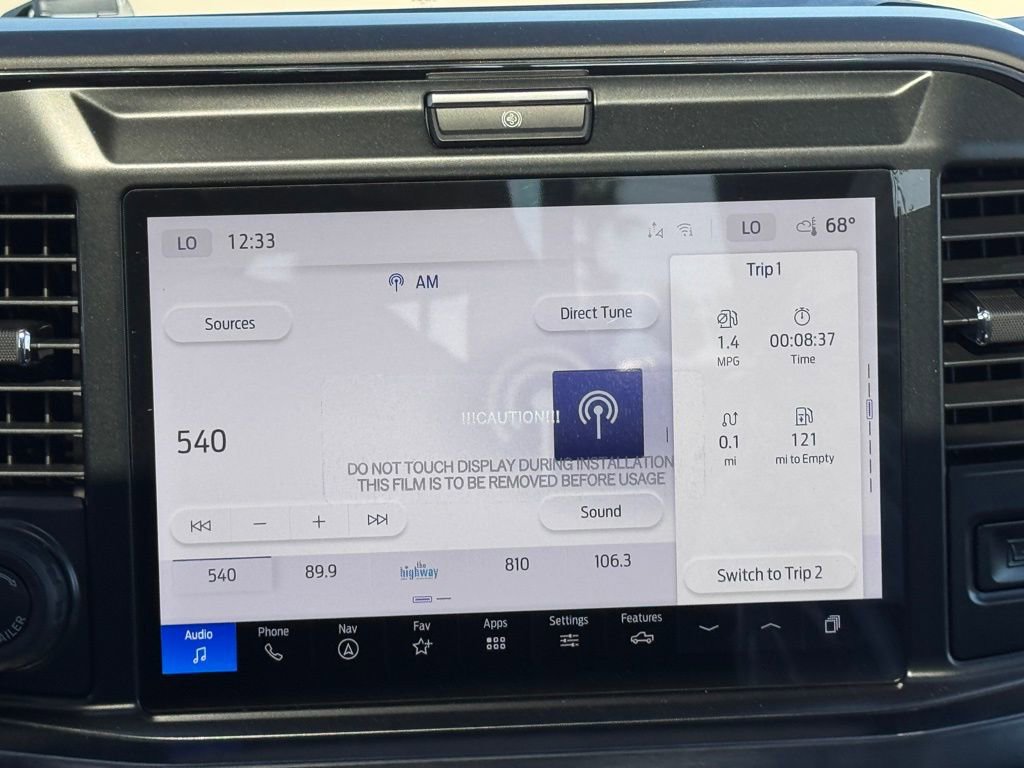 LO 12:33 LO 68°
AM
Trip 1
Sources
Direct Tune
1.4
MPG
00:08:37
Time
!!!CAUTION!!!
540
0.1
mi
121
mi to Empty
DO NOT TOUCH DISPLAY DURING INSTALLATION
THIS FILM IS TO BE REMOVED BEFORE USAGE
Sound
540 89.9 the highway 810 106.3
Switch to Trip 2
Audio Phone Nav Fav Apps Settings Features